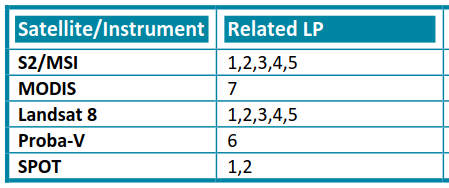 Satellite/Instrument Related LP
S2/MSI 1,2,3,4,5
MODIS 7
Landsat 8 1,2,3,4,5
Proba-V 6
SPOT 1,2